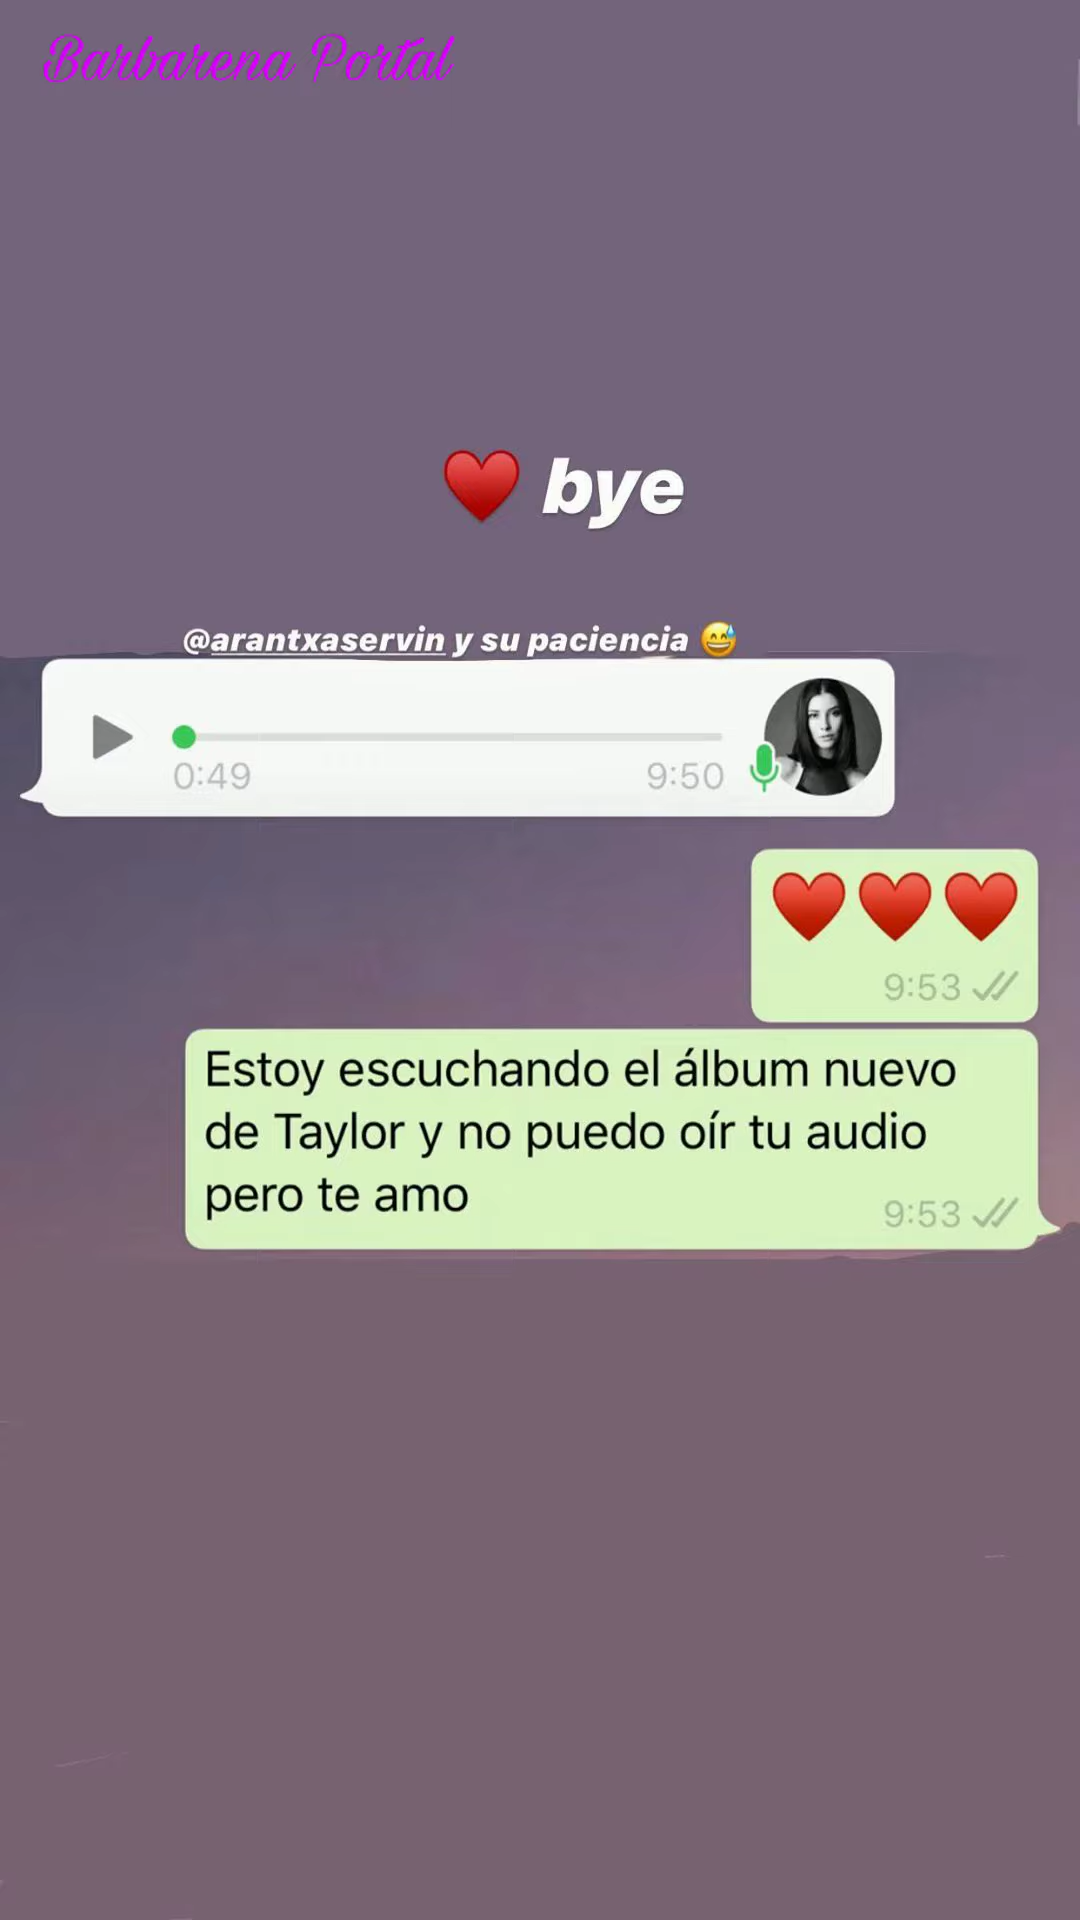 Barbarena Portal
♥️ bye
@arantxaservin y su paciencia 😅
0:49 9:50
♥️♥️♥️
9:53
Estoy escuchando el álbum nuevo
de Taylor y no puedo oír tu audio
pero te amo
9:53